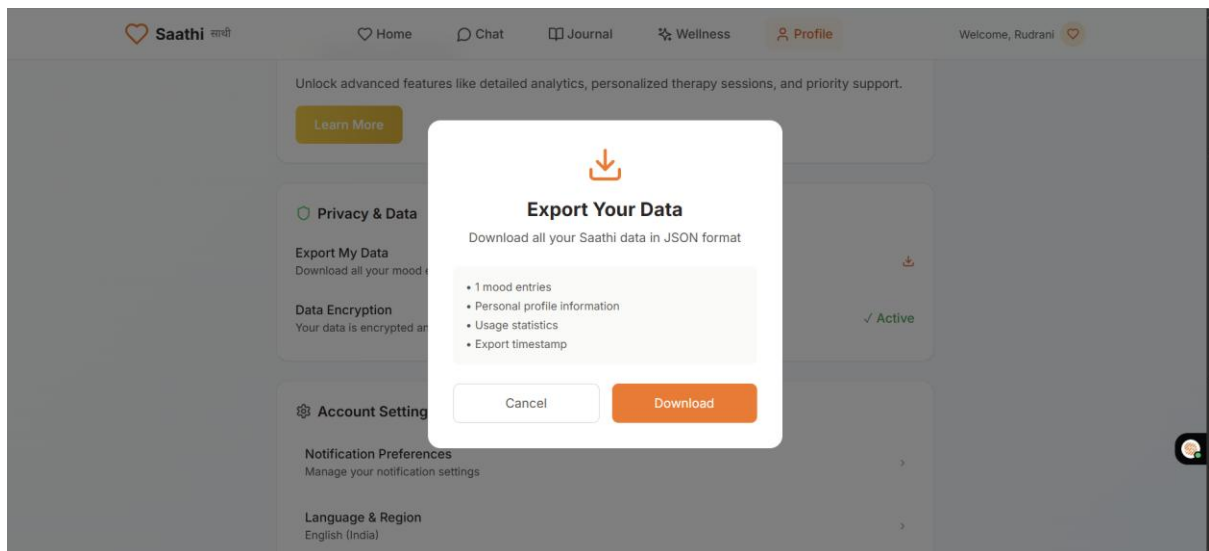 Saathi साथी
Home
Chat
Journal
Wellness
Profile
Welcome, Rudrani
Unlock advanced features like detailed analytics, personalized therapy sessions, and priority support.
Learn More
Export Your Data
Download all your Saathi data in JSON format
• 1 mood entries
• Personal profile information
• Usage statistics
• Export timestamp
Cancel
Download
Privacy & Data
Export My Data
Download all your mood
Data Encryption
Your data is encrypted
✓ Active
Account Setting
Notification Preferences
Manage your notification settings
Language & Region
English (India)